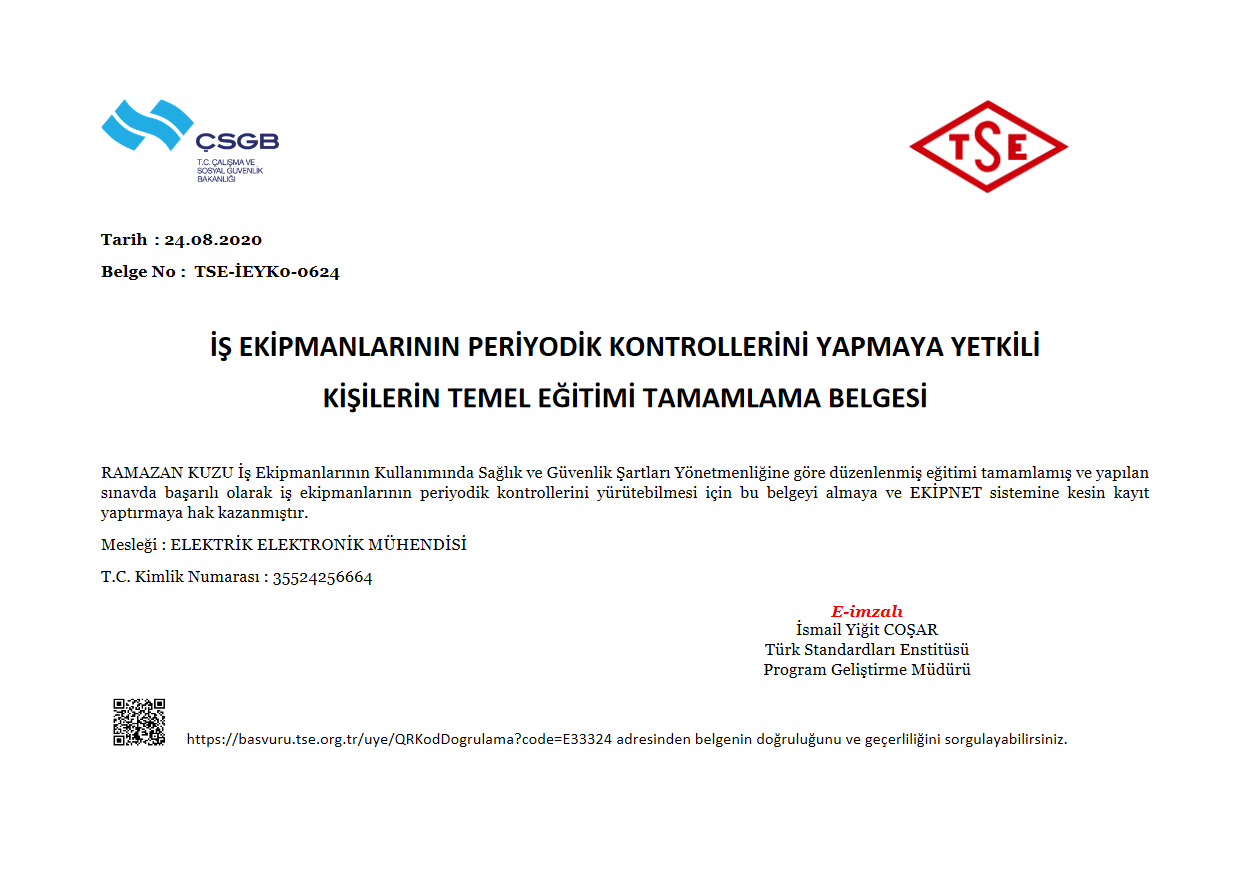 ÇSGB
T.C. ÇALIŞMA VE
SOSYAL GÜVENLİK
BAKANLIĞI
TSE
Tarih : 24.08.2020
Belge No : TSE-İEYK0-0624
İŞ EKİPMANLARININ PERİYODİK KONTROLLERİNİ YAPMAYA YETKİLİ
KİŞİLERİN TEMEL EĞİTİMİ TAMAMLAMA BELGESİ
RAMAZAN KUZU İş Ekipmanlarının Kullanımında Sağlık ve Güvenlik Şartları Yönetmenliğine göre düzenlenmiş eğitimi tamamlamış ve yapılan
sınavda başarılı olarak iş ekipmanlarının periyodik kontrollerini yürütebilmesi için bu belgeyi almaya ve EKİPNET sistemine kesin kayıt
yaptırmaya hak kazanmıştır.
Mesleği : ELEKTRİK ELEKTRONİK MÜHENDİSİ
T.C. Kimlik Numarası : 35524256664
E-imzalı
İsmail Yiğit COŞAR
Türk Standardları Enstitüsü
Program Geliştirme Müdürü
https://basvuru.tse.org.tr/uye/QRKodDogrulama?code=E33324 adresinden belgenin doğruluğunu ve geçerliliğini sorgulayabilirsiniz.